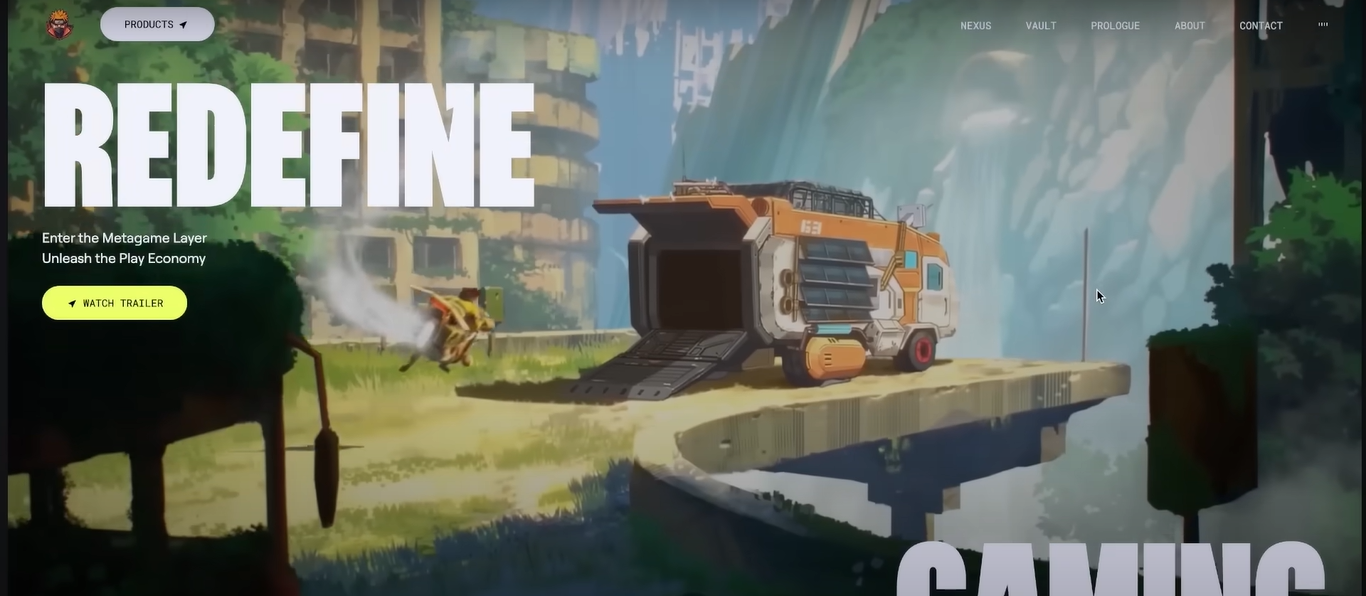 PRODUCTS
NEXUS
VAULT
PROLOGUE
ABOUT
CONTACT
REDEFINE
Enter the Metagame Layer
Unleash the Play Economy
WATCH TRAILER
63
GAMING